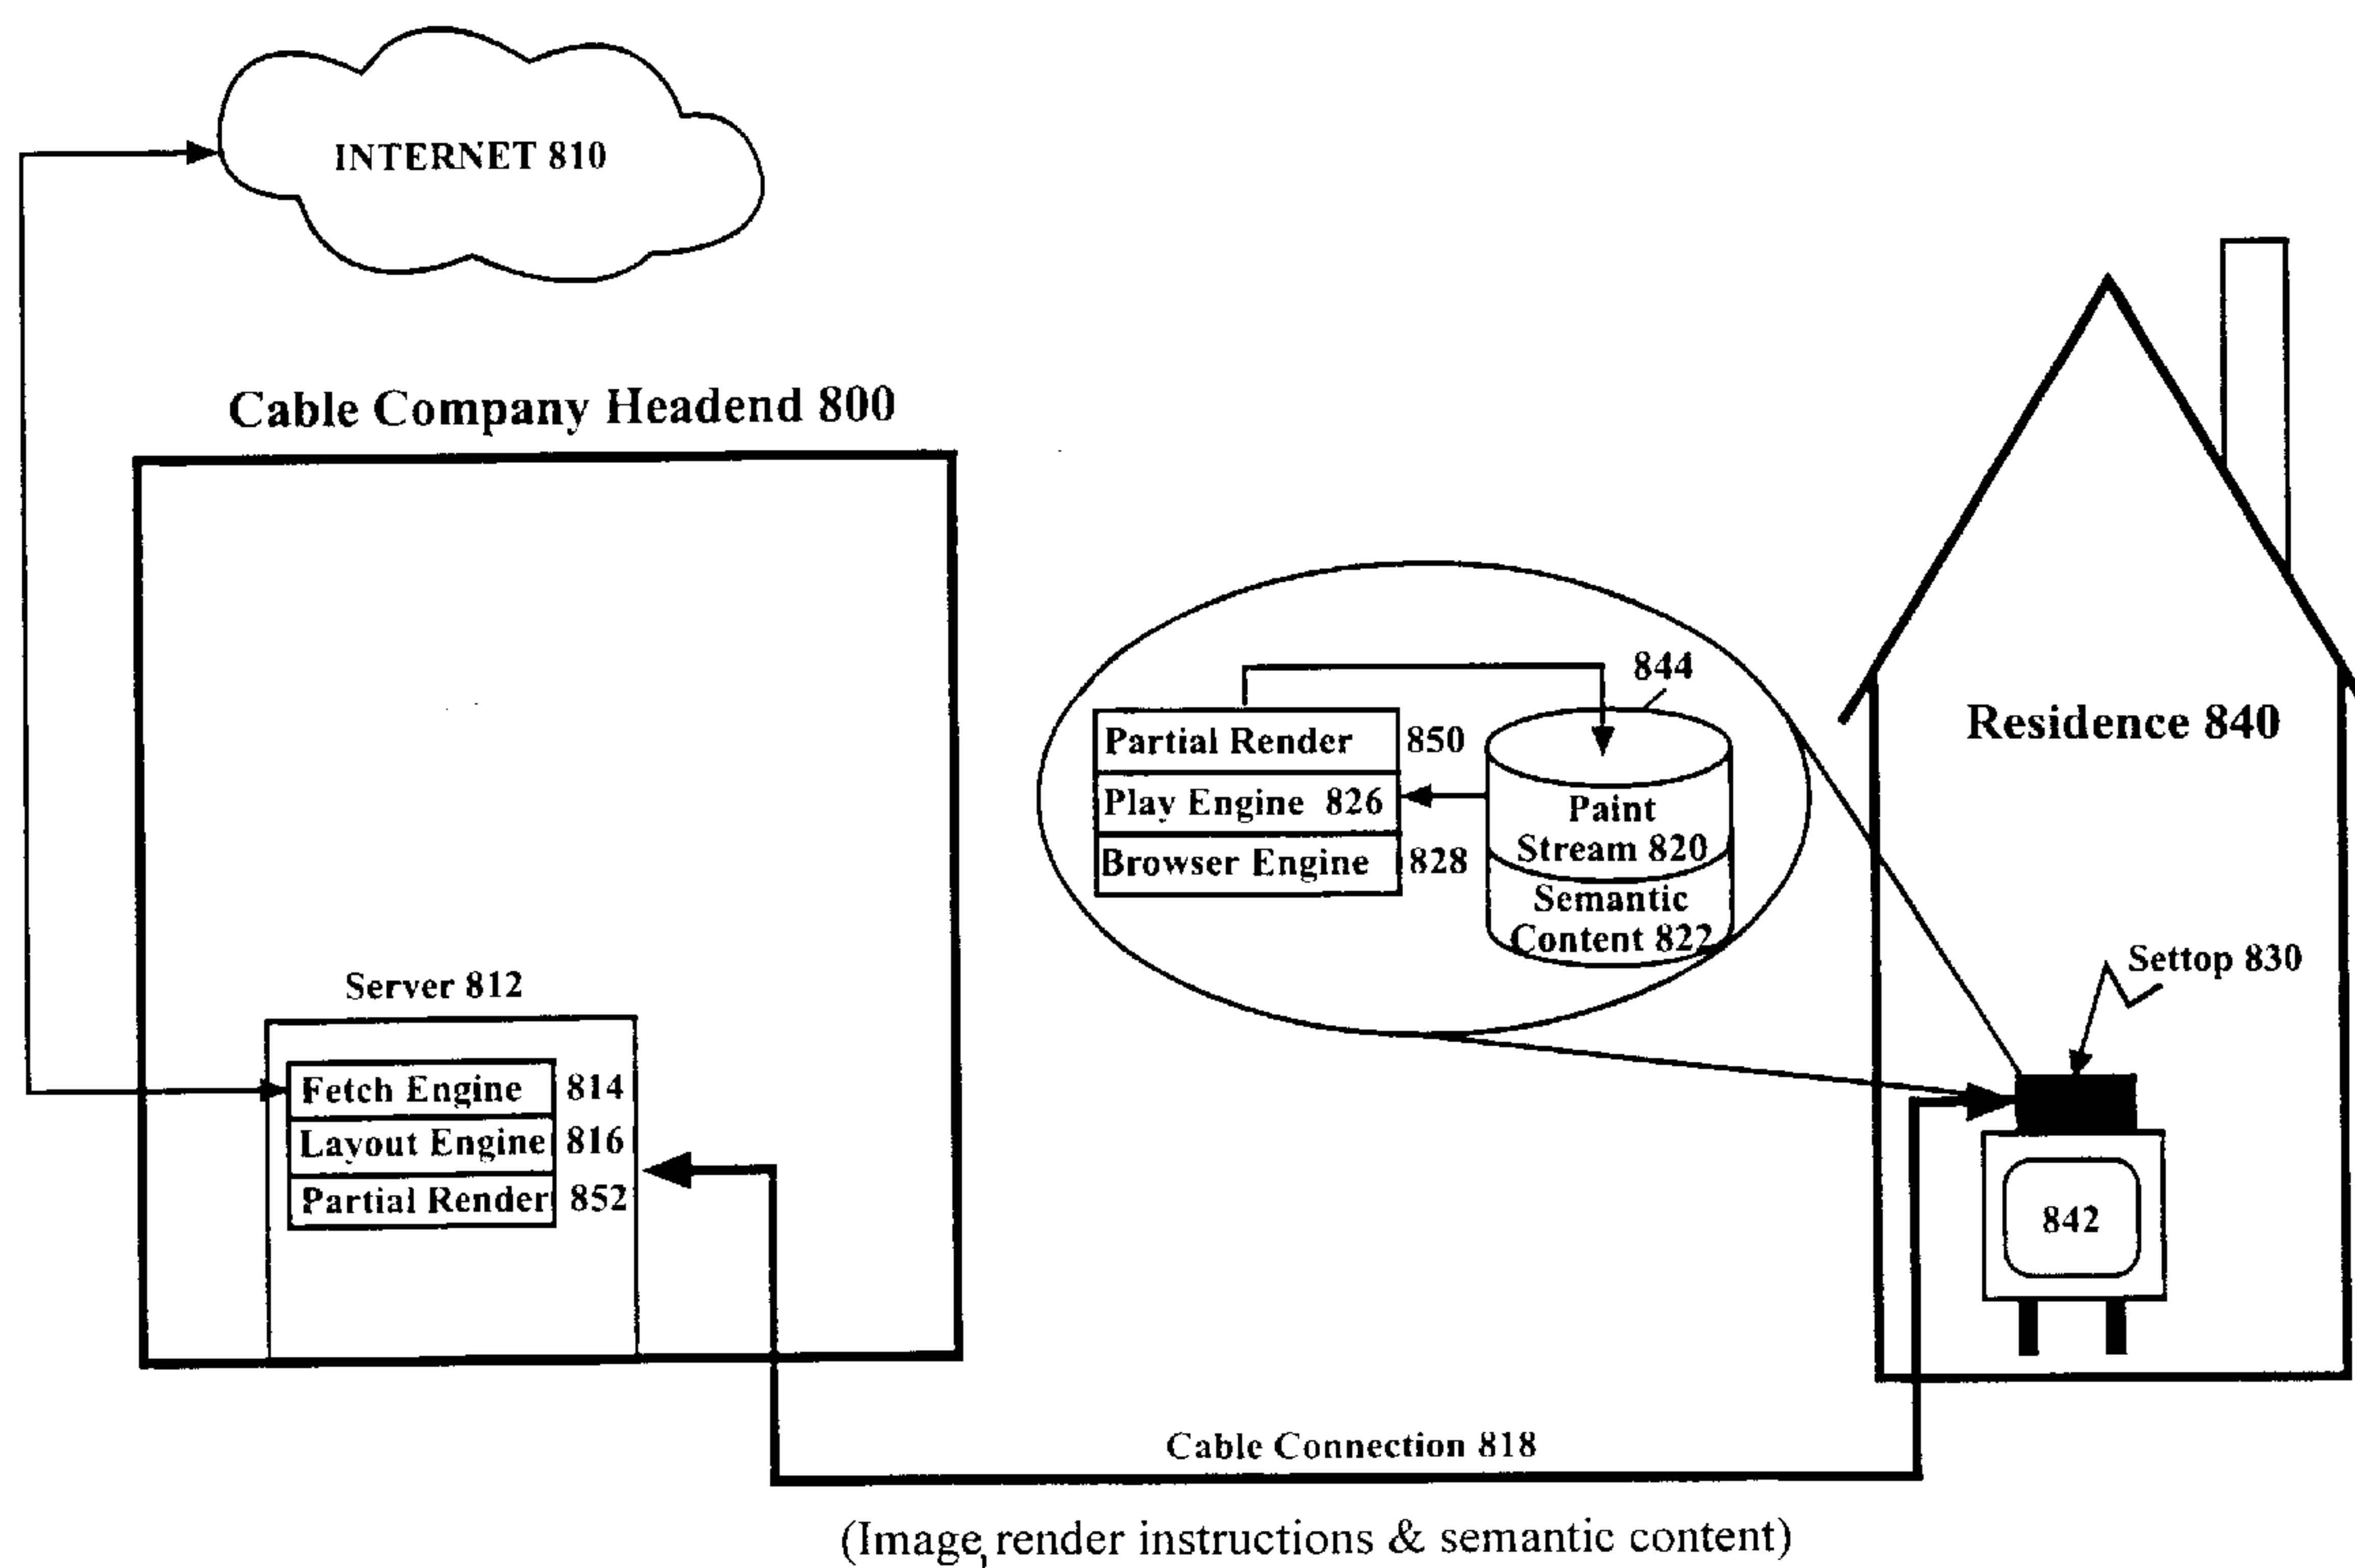 INTERNET 810
Cable Company Headend 800
844
Partial Render 850
Play Engine 826
Browser Engine 828
Paint
Stream 820
Semantic
Content 822
Residence 840
Settop 830
Server 812
Fetch Engine 814
Layout Engine 816
Partial Render 852
842
Cable Connection 818
(Image, render instructions & semantic content)